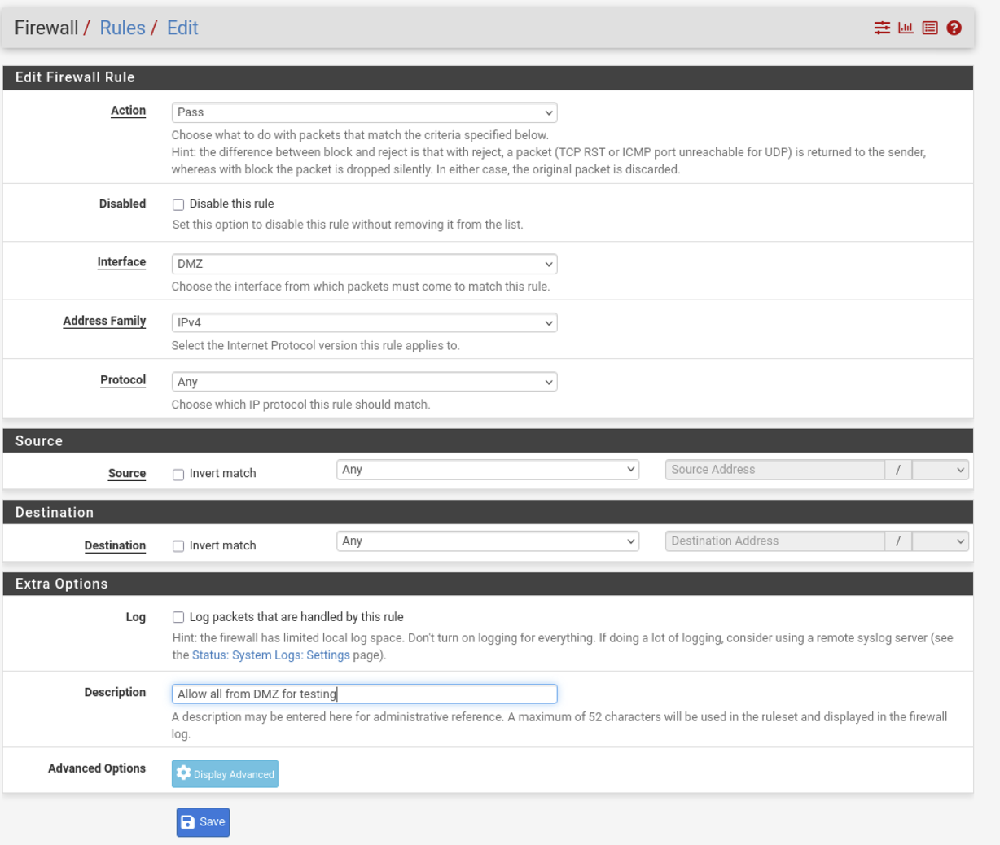 Firewall / Rules / Edit
Edit Firewall Rule
Action
Pass
Choose what to do with packets that match the criteria specified below.
Hint: the difference between block and reject is that with reject, a packet (TCP RST or ICMP port unreachable for UDP) is returned to the sender,
whereas with block the packet is dropped silently. In either case, the original packet is discarded.
Disabled
Disable this rule
Set this option to disable this rule without removing it from the list.
Interface
DMZ
Choose the interface from which packets must come to match this rule.
Address Family
IPv4
Select the Internet Protocol version this rule applies to.
Protocol
Any
Choose which IP protocol this rule should match.
Source
Source
Invert match
Any
Source Address
/
Destination
Destination
Invert match
Any
Destination Address
/
Extra Options
Log
Log packets that are handled by this rule
Hint: the firewall has limited local log space. Don't turn on logging for everything. If doing a lot of logging, consider using a remote syslog server (see
the Status: System Logs: Settings page).
Description
Allow all from DMZ for testing
A description may be entered here for administrative reference. A maximum of 52 characters will be used in the ruleset and displayed in the firewall
log.
Advanced Options
Display Advanced
Save